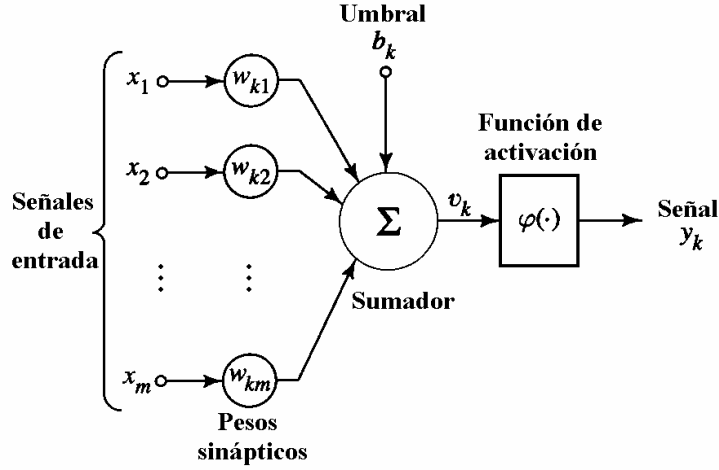 Umbral
b_k
x_1
w_k1
x_2
w_k2
Función de
activación
Señales
de
entrada
Σ
v_k
φ(·)
Señal
y_k
Sumador
x_m
w_km
Pesos
sinápticos